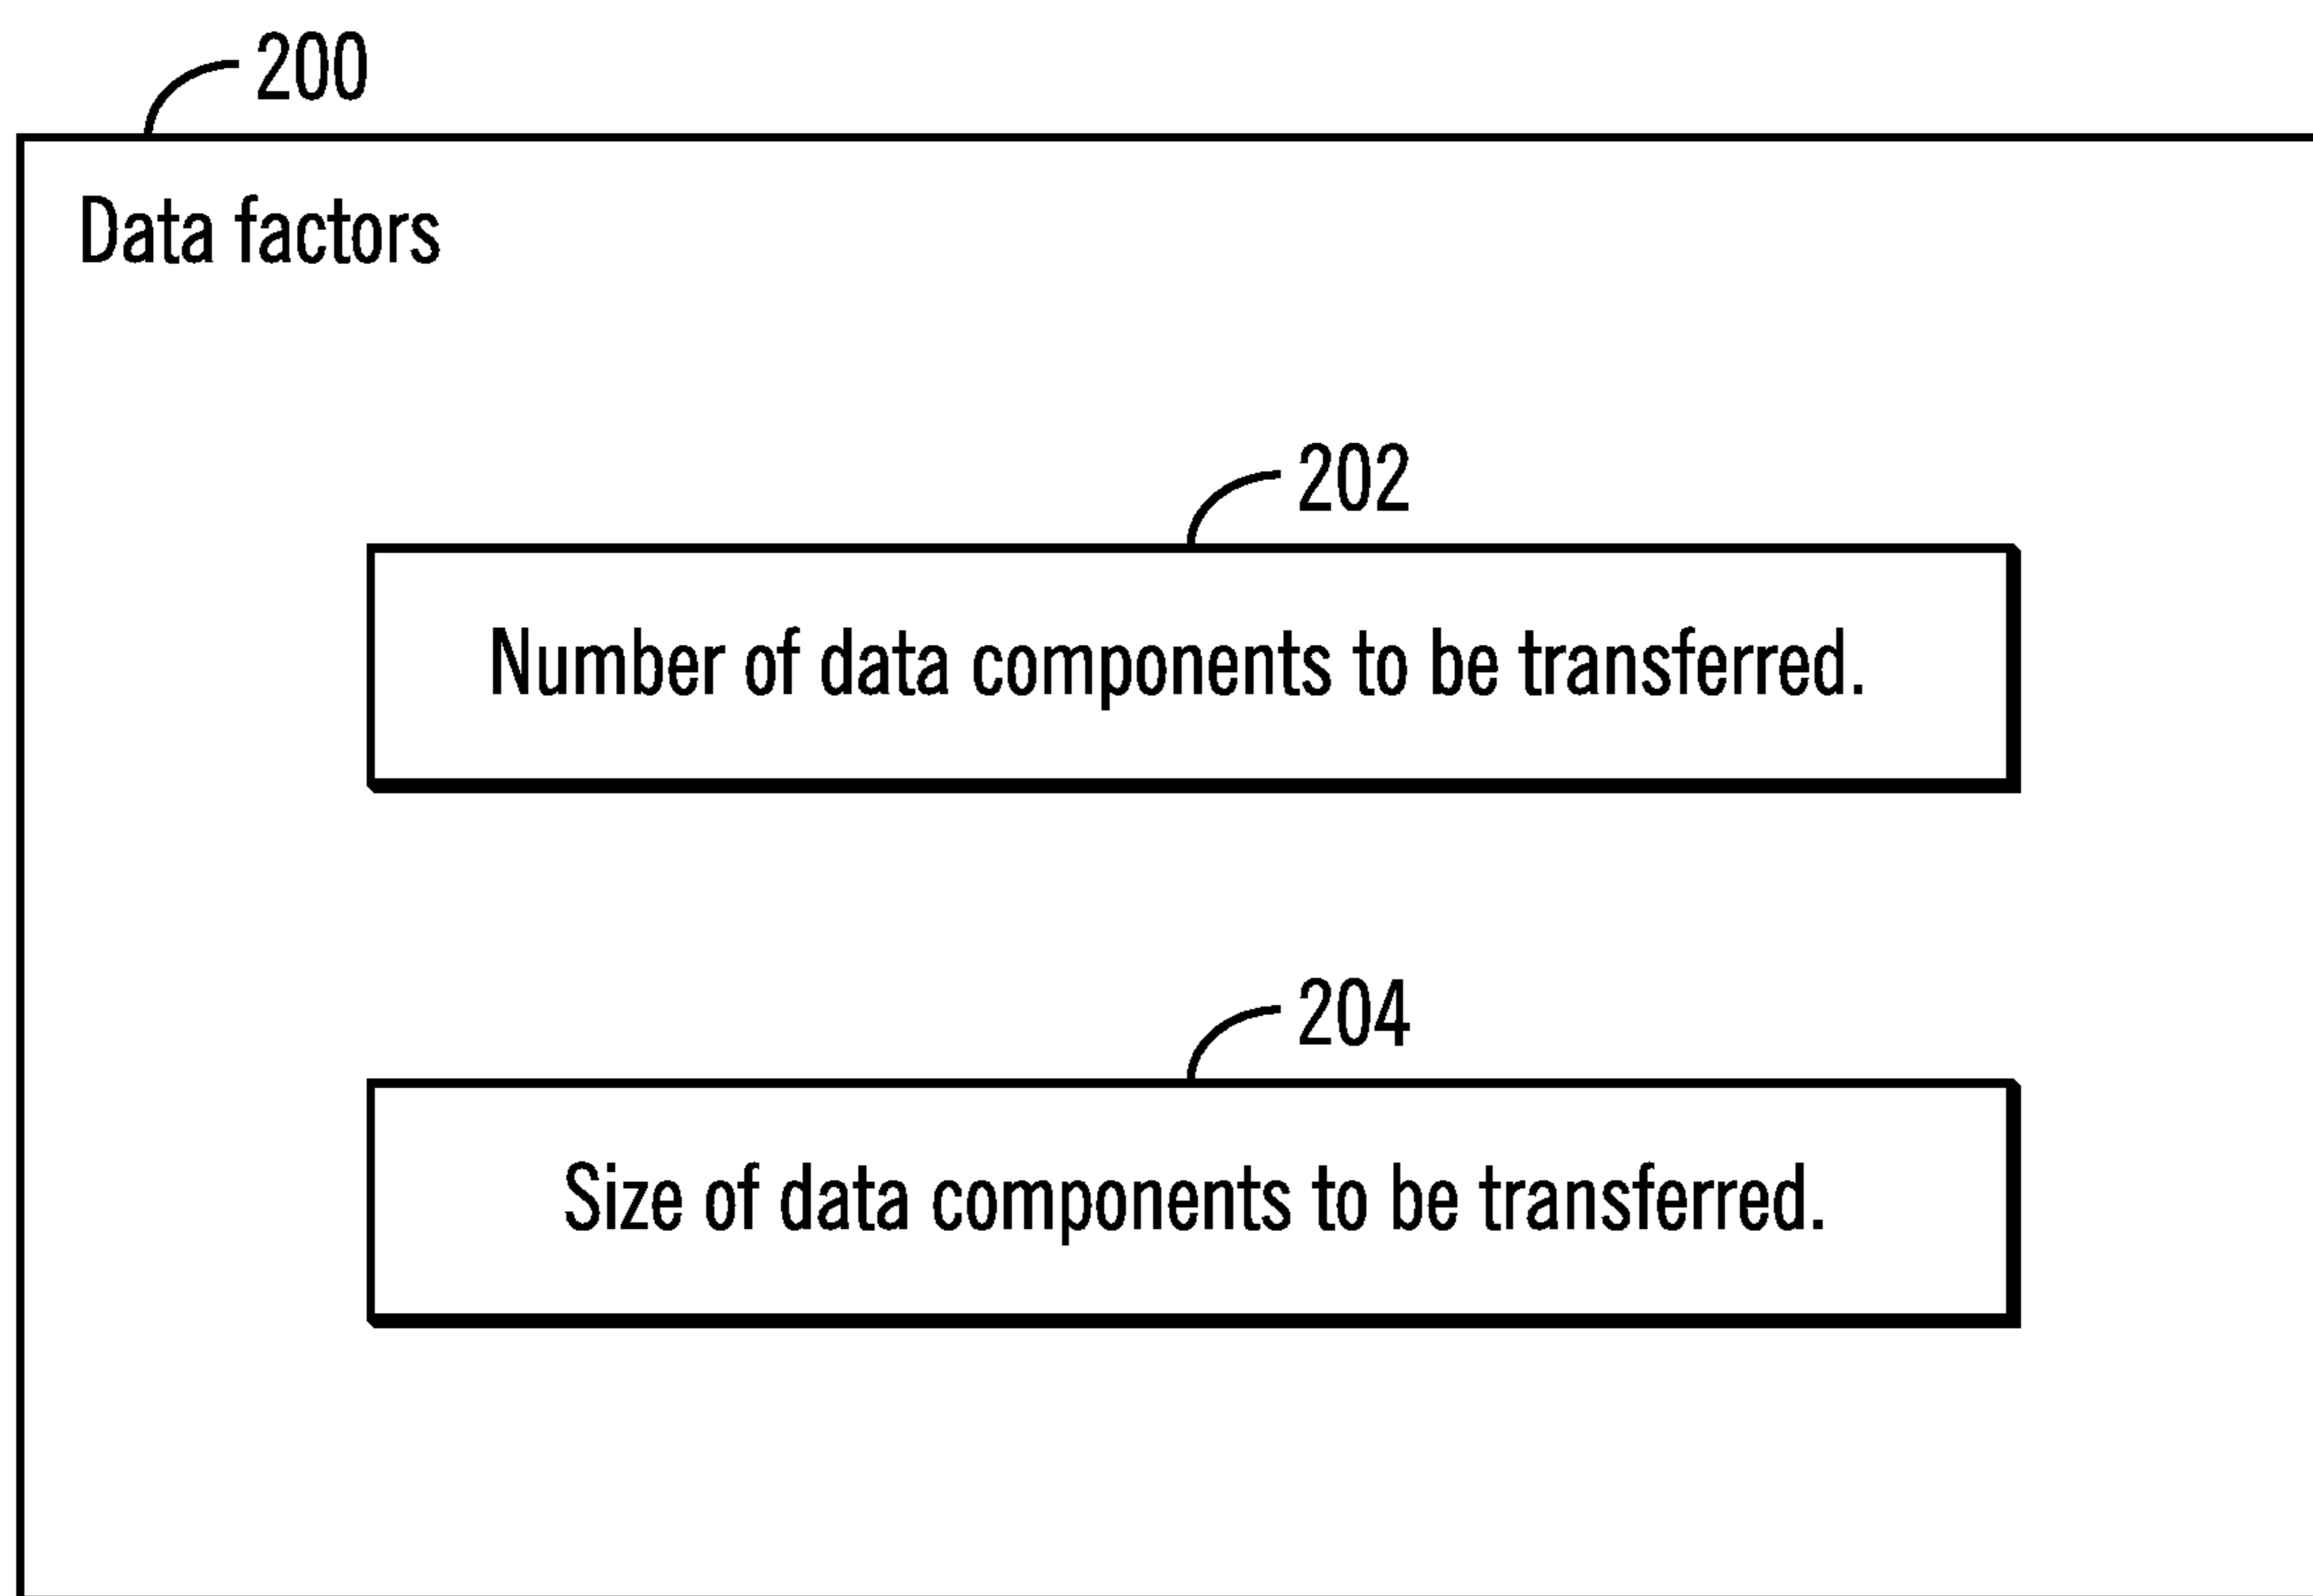 200
Data factors
202
Number of data components to be transferred.
204
Size of data components to be transferred.